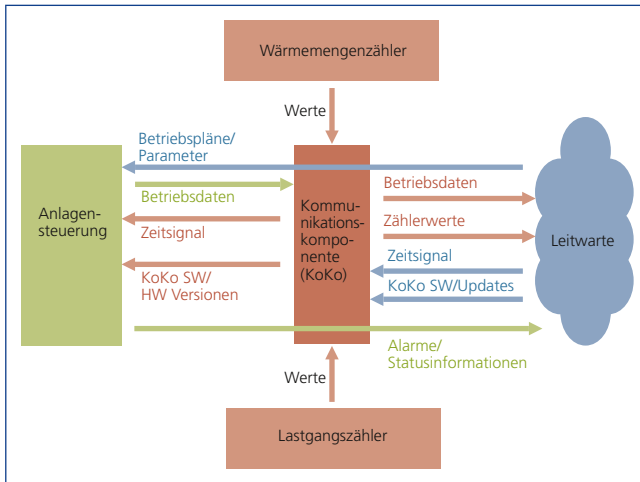 Wärmemengenzähler
Werte
Betriebspläne/
Parameter
Betriebsdaten
Anlagen-
steuerung
Zeitsignal
KoKo SW/
HW Versionen
Kommu-
nikations-
kompo-
nente
(KoKo)
Betriebsdaten
Zählerwerte
Zeitsignal
KoKo SW/Updates
Leitwarte
Alarme/
Statusinformationen
Werte
Lastgangszähler